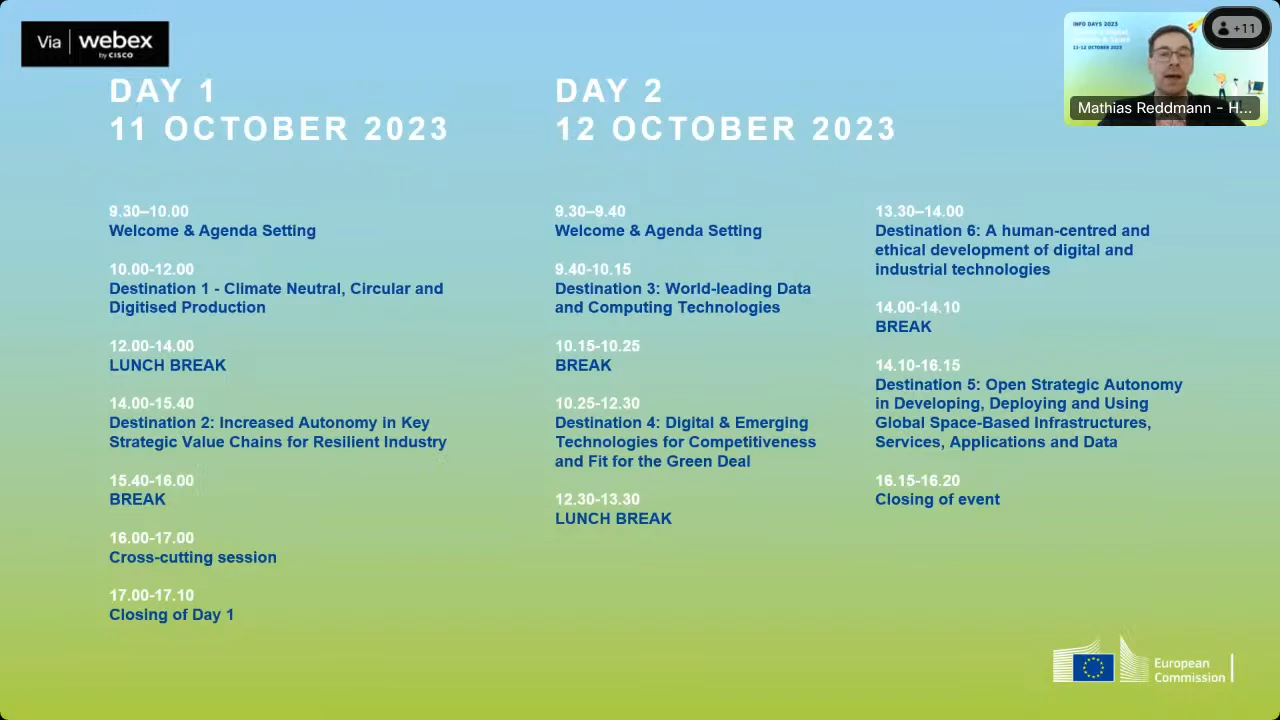 Via webex
by CISCO
INFO DAYS 2023
11-12 OCTOBER 2023
+11
Mathias Reddmann - H...
DAY 1
11 OCTOBER 2023
9.30–10.00
Welcome & Agenda Setting
10.00-12.00
Destination 1 - Climate Neutral, Circular and
Digitised Production
12.00-14.00
LUNCH BREAK
14.00-15.40
Destination 2: Increased Autonomy in Key
Strategic Value Chains for Resilient Industry
15.40-16.00
BREAK
16.00-17.00
Cross-cutting session
17.00-17.10
Closing of Day 1
DAY 2
12 OCTOBER 2023
9.30–9.40
Welcome & Agenda Setting
9.40-10.15
Destination 3: World-leading Data
and Computing Technologies
10.15-10.25
BREAK
10.25-12.30
Destination 4: Digital & Emerging
Technologies for Competitiveness
and Fit for the Green Deal
12.30-13.30
LUNCH BREAK
13.30–14.00
Destination 6: A human-centred and
ethical development of digital and
industrial technologies
14.00-14.10
BREAK
14.10-16.15
Destination 5: Open Strategic Autonomy
in Developing, Deploying and Using
Global Space-Based Infrastructures,
Services, Applications and Data
16.15-16.20
Closing of event
European
Commission